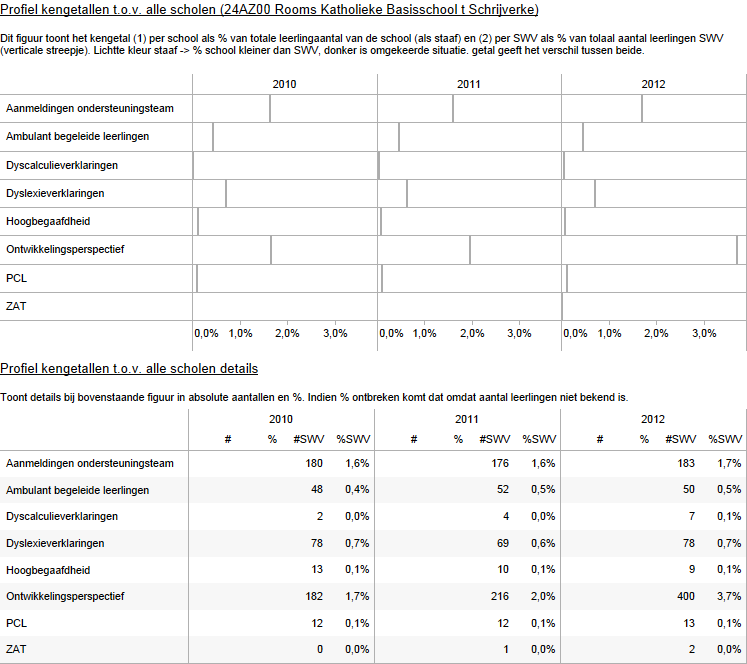 Profiel kengetallen t.o.v. alle scholen (24AZ00 Rooms Katholieke Basisschool t Schrijverke)
Dit figuur toont het kengetal (1) per school als % van totale leerlingaantal van de school (als staaf) en (2) per SWV als % van tolaal aantal leerlingen SWV
(verticale streepje). Lichtte kleur staaf -> % school kleiner dan SWV, donker is omgekeerde situatie. getal geeft het verschil tussen beide.
2010 2011 2012
Aanmeldingen ondersteuningsteam
Ambulant begeleide leerlingen
Dyscalculieverklaringen
Dyslexieverklaringen
Hoogbegaafdheid
Ontwikkelingsperspectief
PCL
ZAT
0,0% 1,0% 2,0% 3,0% 0,0% 1,0% 2,0% 3,0% 0,0% 1,0% 2,0% 3,0%
Profiel kengetallen t.o.v. alle scholen details
Toont details bij bovenstaande figuur in absolute aantallen en %. Indien % ontbreken komt dat omdat aantal leerlingen niet bekend is.
2010 2011 2012
# % #SWV %SWV # % #SWV %SWV # % #SWV %SWV
Aanmeldingen ondersteuningsteam 180 1,6% 176 1,6% 183 1,7%
Ambulant begeleide leerlingen 48 0,4% 52 0,5% 50 0,5%
Dyscalculieverklaringen 2 0,0% 4 0,0% 7 0,1%
Dyslexieverklaringen 78 0,7% 69 0,6% 78 0,7%
Hoogbegaafdheid 13 0,1% 10 0,1% 9 0,1%
Ontwikkelingsperspectief 182 1,7% 216 2,0% 400 3,7%
PCL 12 0,1% 12 0,1% 13 0,1%
ZAT 0 0,0% 1 0,0% 2 0,0%